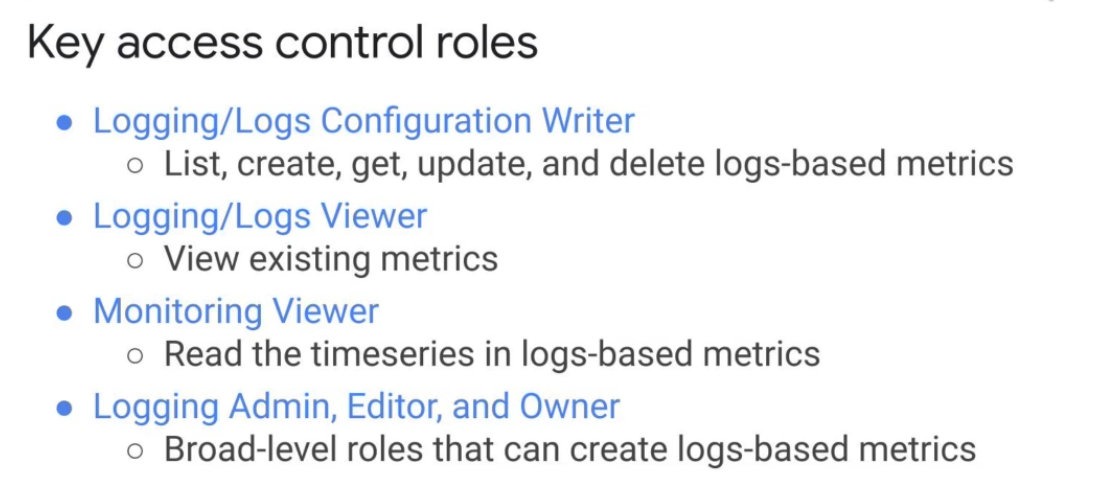 Key access control roles
● Logging/Logs Configuration Writer
○ List, create, get, update, and delete logs-based metrics
● Logging/Logs Viewer
○ View existing metrics
● Monitoring Viewer
○ Read the timeseries in logs-based metrics
● Logging Admin, Editor, and Owner
○ Broad-level roles that can create logs-based metrics